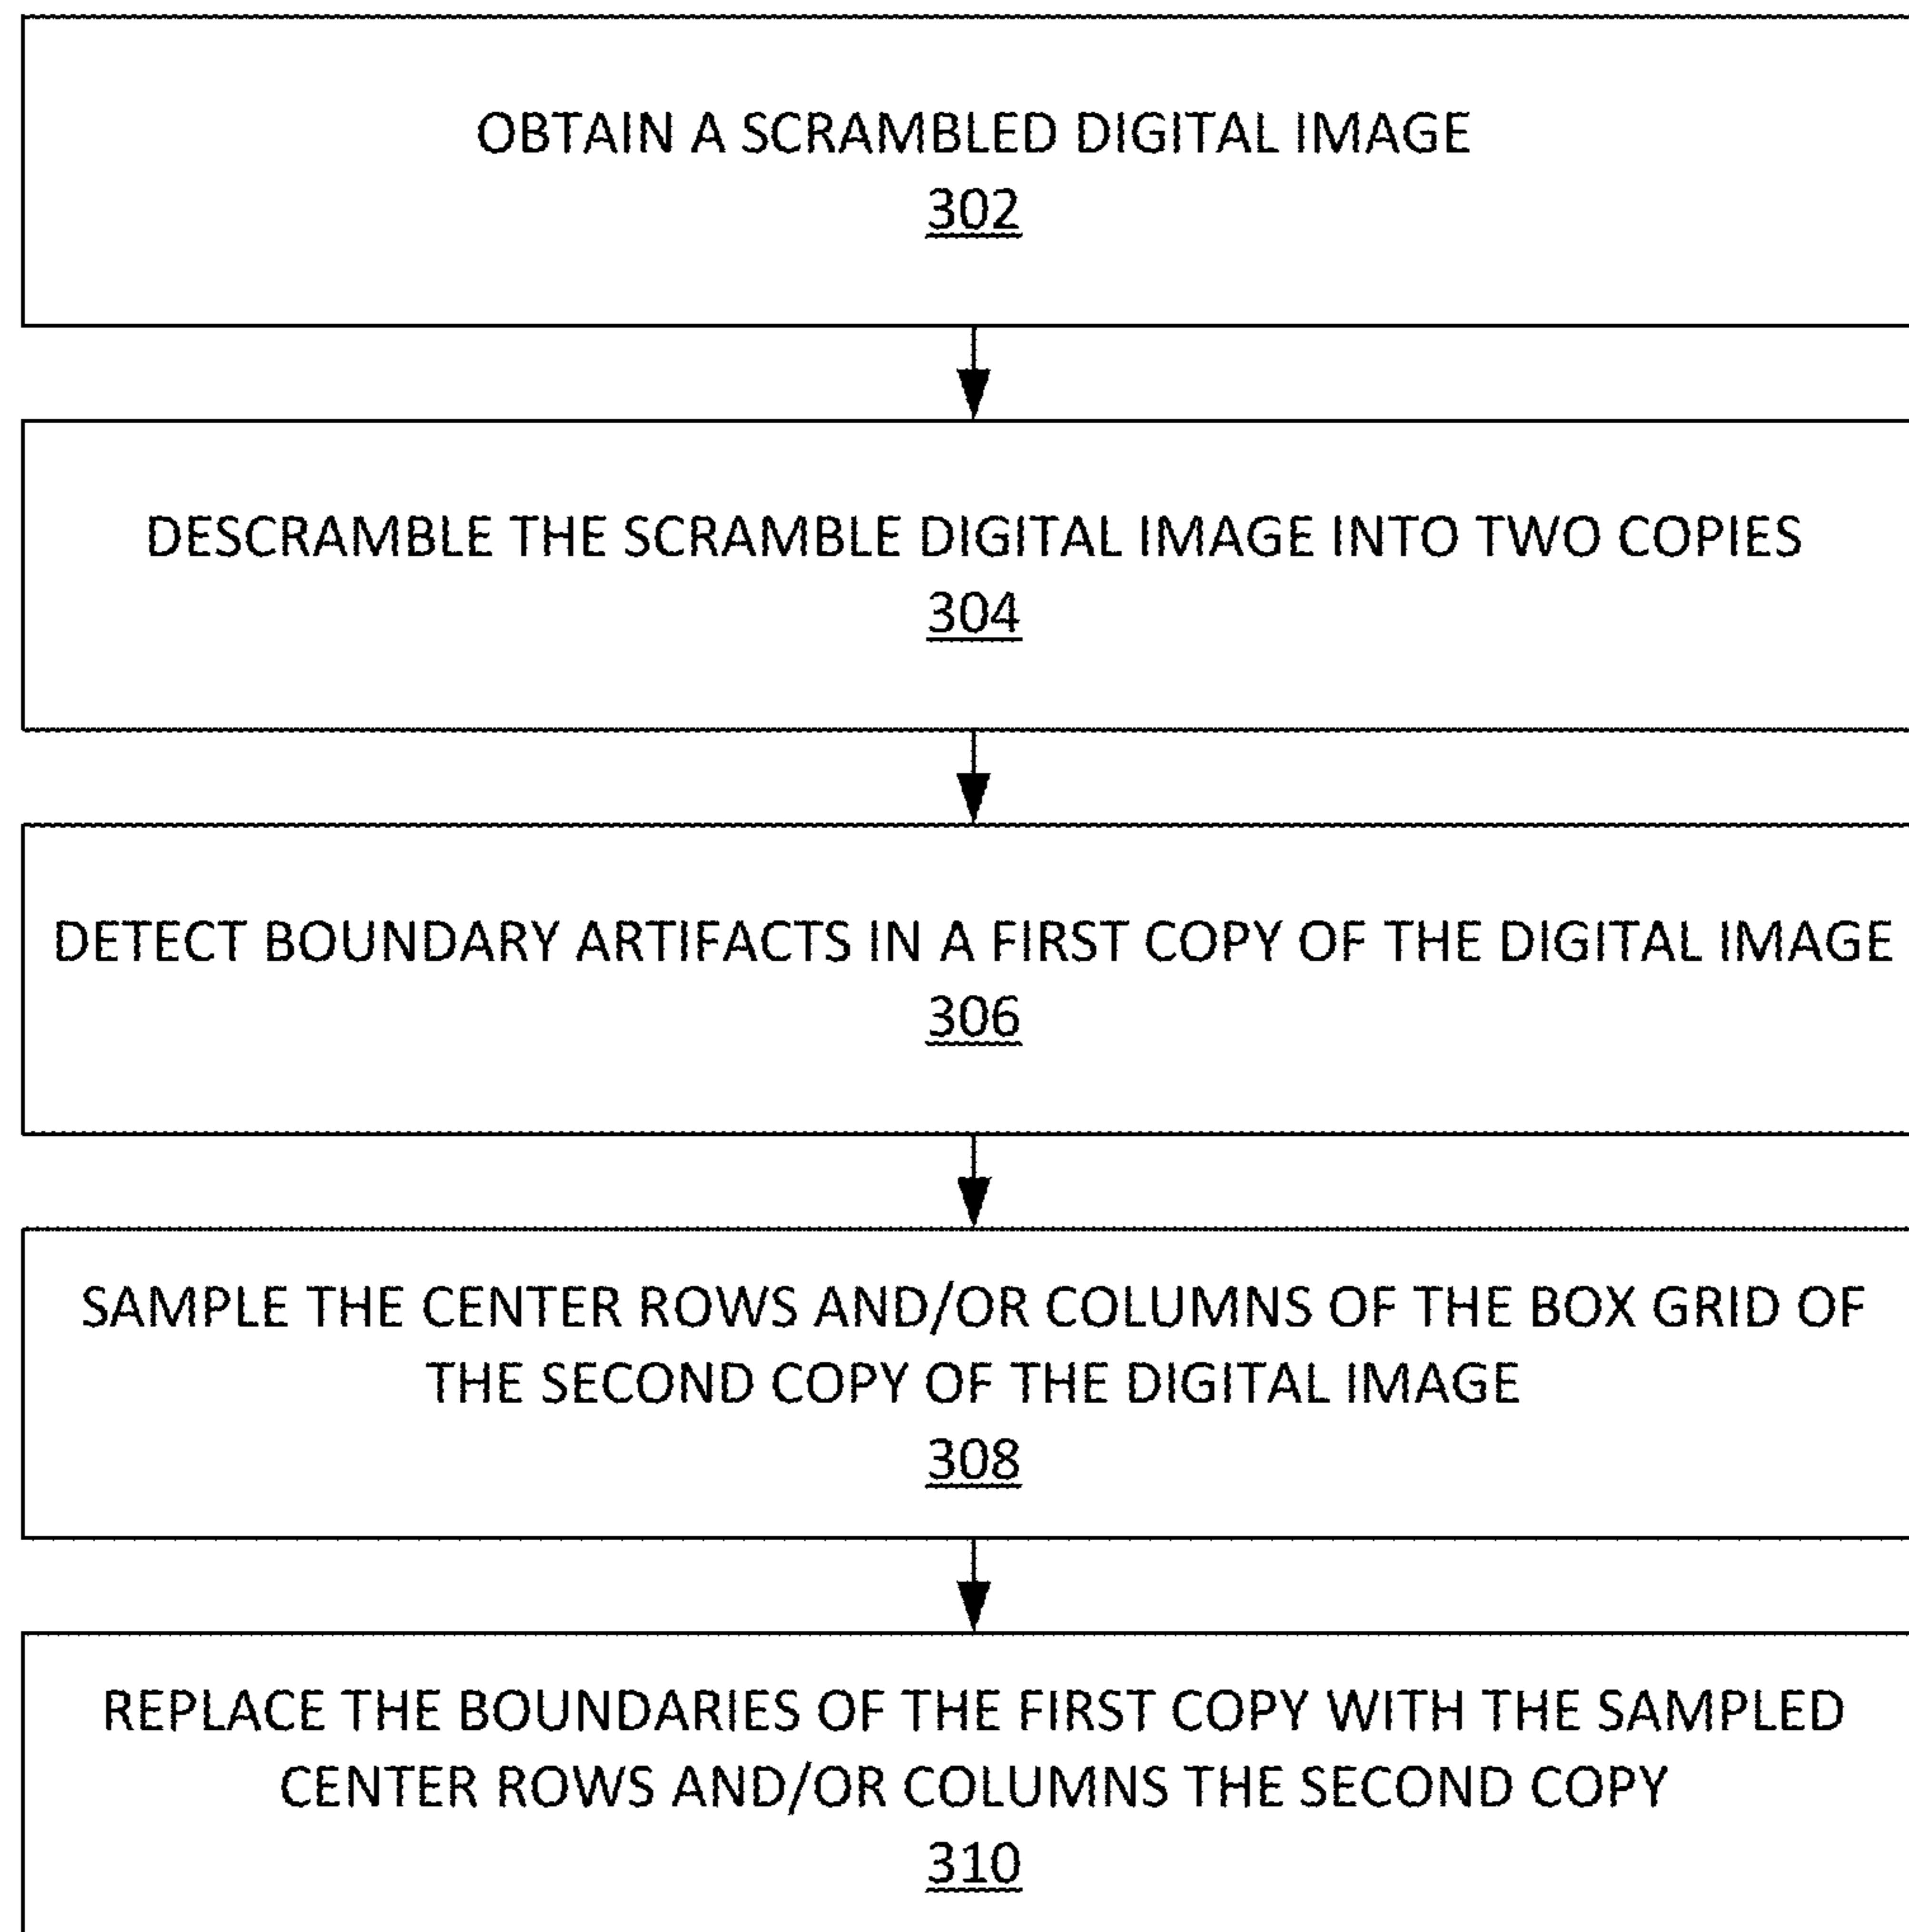 OBTAIN A SCRAMBLED DIGITAL IMAGE
302
DESCRAMBLE THE SCRAMBLE DIGITAL IMAGE INTO TWO COPIES
304
DETECT BOUNDARY ARTIFACTS IN A FIRST COPY OF THE DIGITAL IMAGE
306
SAMPLE THE CENTER ROWS AND/OR COLUMNS OF THE BOX GRID OF
THE SECOND COPY OF THE DIGITAL IMAGE
308
REPLACE THE BOUNDARIES OF THE FIRST COPY WITH THE SAMPLED
CENTER ROWS AND/OR COLUMNS THE SECOND COPY
310